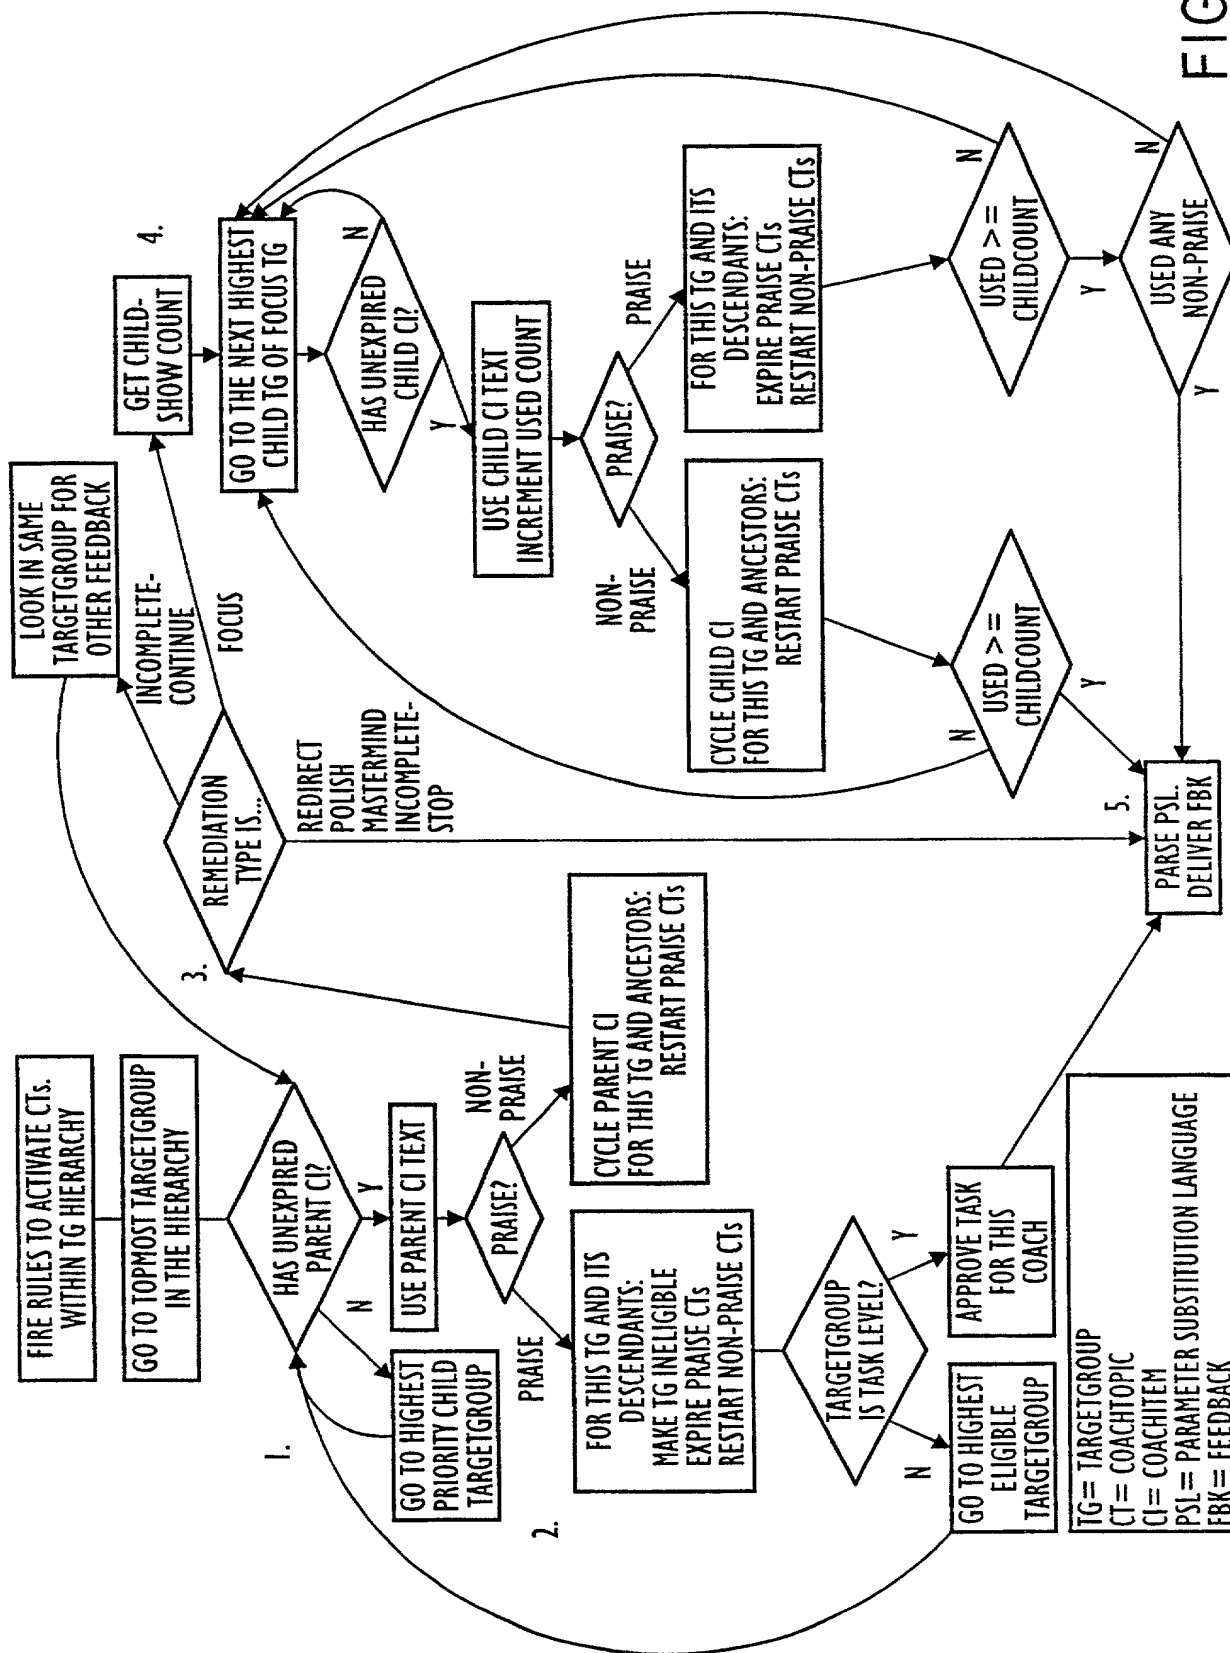 FIRE RULES TO ACTIVATE CTs.
WITHIN TG HIERARCHY
GO TO TOPMOST TARGETGROUP
IN THE HIERARCHY
1.
HAS UNEXPIRED
PARENT CI?
N
Y
GO TO HIGHEST
PRIORITY CHILD
TARGETGROUP
USE PARENT CI TEXT
2.
PRAISE?
PRAISE
NON-
PRAISE
FOR THIS TG AND ITS
DESCENDANTS:
MAKE TG INELIGIBLE
EXPIRE PRAISE CTs
RESTART NON-PRAISE CTs
CYCLE PARENT CI
FOR THIS TG AND ANCESTORS:
RESTART PRAISE CTs
TARGETGROUP
IS TASK LEVEL?
N
Y
GO TO HIGHEST
ELIGIBLE
TARGETGROUP
APPROVE TASK
FOR THIS
COACH
TG= TARGETGROUP
CT= COACHTOPIC
CI= COACHITEM
PSL= PARAMETER SUBSTITUTION LANGUAGE
FBK= FEEDBACK
3.
REMEDIATION
TYPE IS...
INCOMPLETE-
CONTINUE
FOCUS
REDIRECT
POLISH
MASTERMIND
INCOMPLETE-
STOP
LOOK IN SAME
TARGETGROUP FOR
OTHER FEEDBACK
4.
GET CHILD-
SHOW COUNT
GO TO THE NEXT HIGHEST
CHILD TG OF FOCUS TG
HAS UNEXPIRED
CHILD CI?
N
Y
USE CHILD CI TEXT
INCREMENT USED COUNT
PRAISE?
NON-
PRAISE
PRAISE
CYCLE CHILD CI
FOR THIS TG AND ANCESTORS:
RESTART PRAISE CTs
FOR THIS TG AND ITS
DESCENDANTS:
EXPIRE PRAISE CTs
RESTART NON-PRAISE CTs
USED >=
CHILDCOUNT
N
Y
USED >=
CHILDCOUNT
N
Y
USED ANY
NON-PRAISE
N
Y
5.
PARSE PSL.
DELIVER FBK